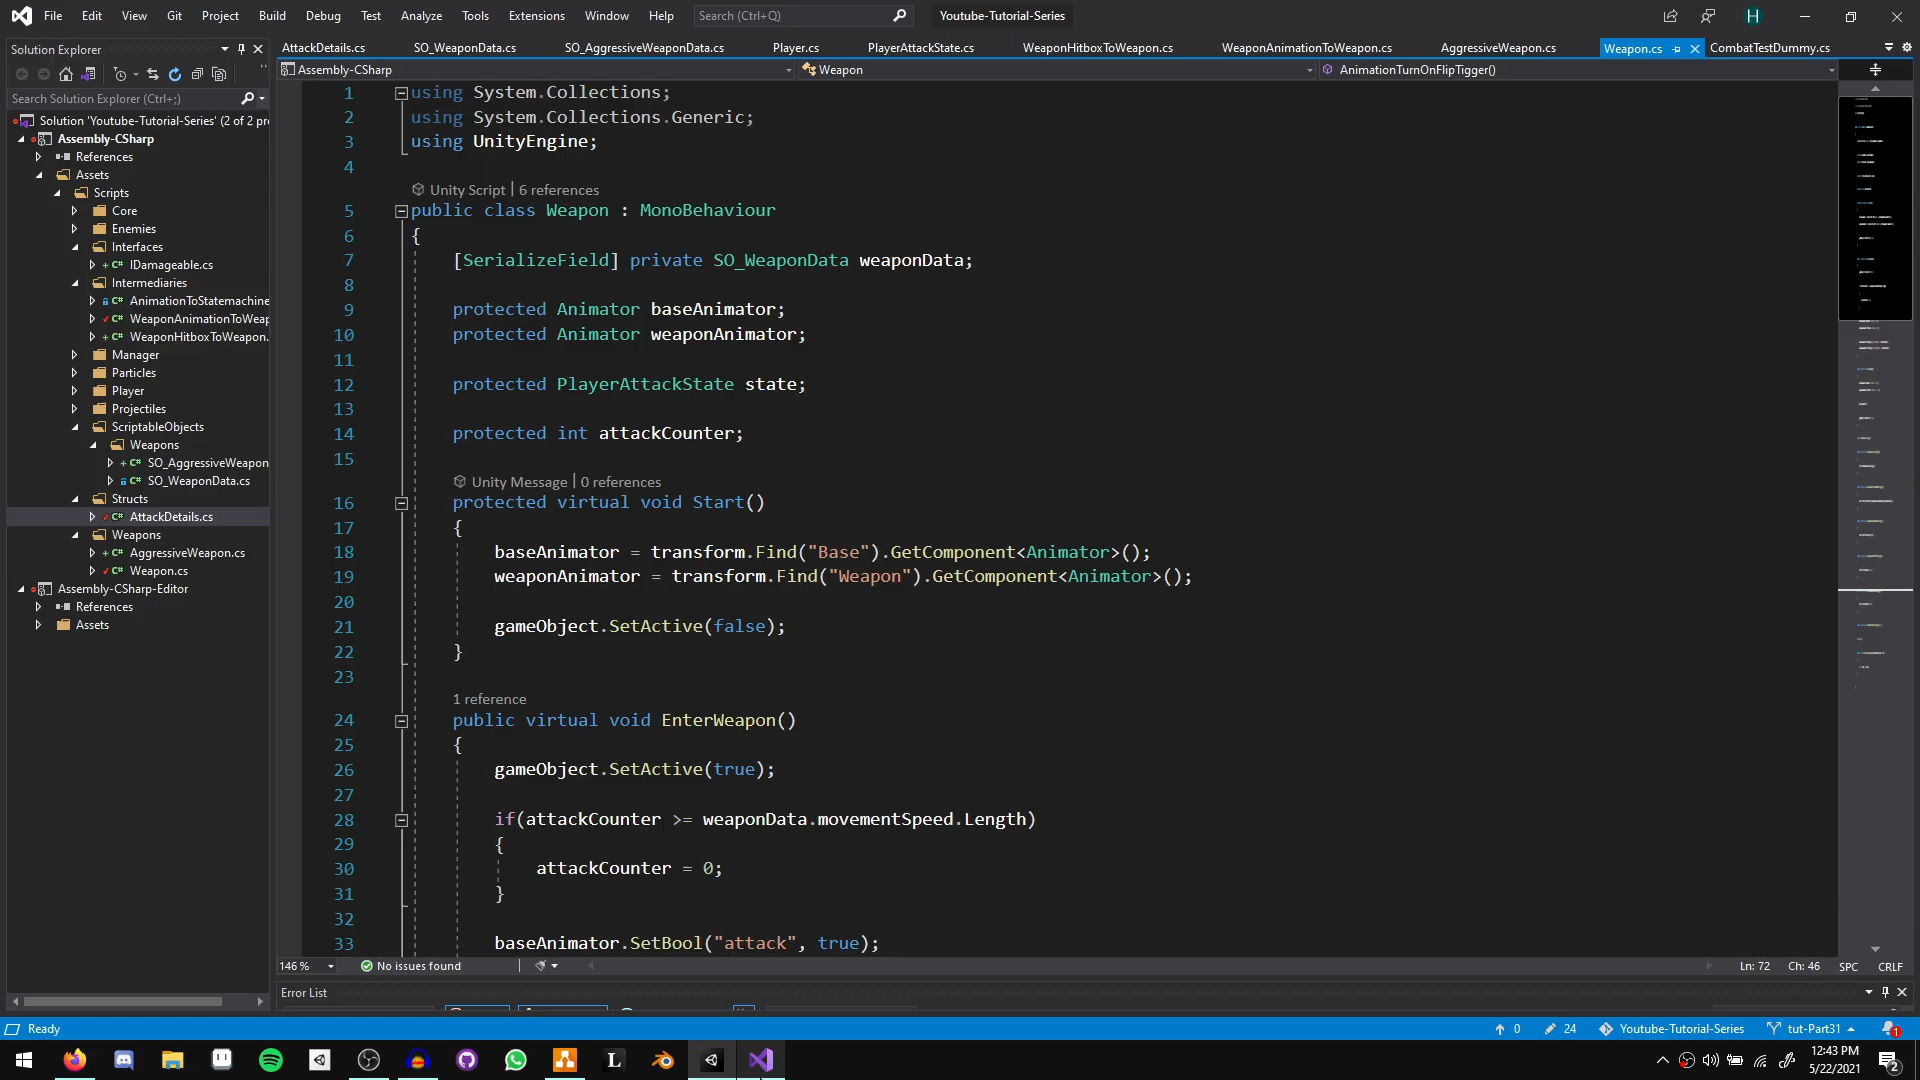 File Edit View Git Project Build Debug Test Analyze Tools Extensions Window Help Search (Ctrl+Q) Youtube-Tutorial-Series H
Solution Explorer
Search Solution Explorer (Ctrl+;)
Solution 'Youtube-Tutorial-Series' (2 of 2 pr
Assembly-CSharp
References
Assets
Scripts
Core
Enemies
Interfaces
IDamageable.cs
Intermediaries
AnimationToStatemachine
WeaponAnimationToWeap
WeaponHitboxToWeapon.
Manager
Particles
Player
Projectiles
ScriptableObjects
Weapons
SO_AggressiveWeapon
SO_WeaponData.cs
Structs
AttackDetails.cs
Weapons
AggressiveWeapon.cs
Weapon.cs
Assembly-CSharp-Editor
References
Assets
AttackDetails.cs SO_WeaponData.cs SO_AggressiveWeaponData.cs Player.cs PlayerAttackState.cs WeaponHitboxToWeapon.cs WeaponAnimationToWeapon.cs AggressiveWeapon.cs Weapon.cs CombatTestDummy.cs
Assembly-CSharp Weapon AnimationTurnOnFlipTigger()
1 using System.Collections;
2 using System.Collections.Generic;
3 using UnityEngine;
4
Unity Script | 6 references
5 public class Weapon : MonoBehaviour
6 {
7 [SerializeField] private SO_WeaponData weaponData;
8
9 protected Animator baseAnimator;
10 protected Animator weaponAnimator;
11
12 protected PlayerAttackState state;
13
14 protected int attackCounter;
15
Unity Message | 0 references
16 protected virtual void Start()
17 {
18 baseAnimator = transform.Find("Base").GetComponent<Animator>();
19 weaponAnimator = transform.Find("Weapon").GetComponent<Animator>();
20
21 gameObject.SetActive(false);
22 }
23
1 reference
24 public virtual void EnterWeapon()
25 {
26 gameObject.SetActive(true);
27
28 if(attackCounter >= weaponData.movementSpeed.Length)
29 {
30 attackCounter = 0;
31 }
32
33 baseAnimator.SetBool("attack", true);
146 % No issues found Ln: 72 Ch: 46 SPC CRLF
Error List
Ready 0 24 Youtube-Tutorial-Series tut-Part31 1
L 12:43 PM
5/22/2021 2